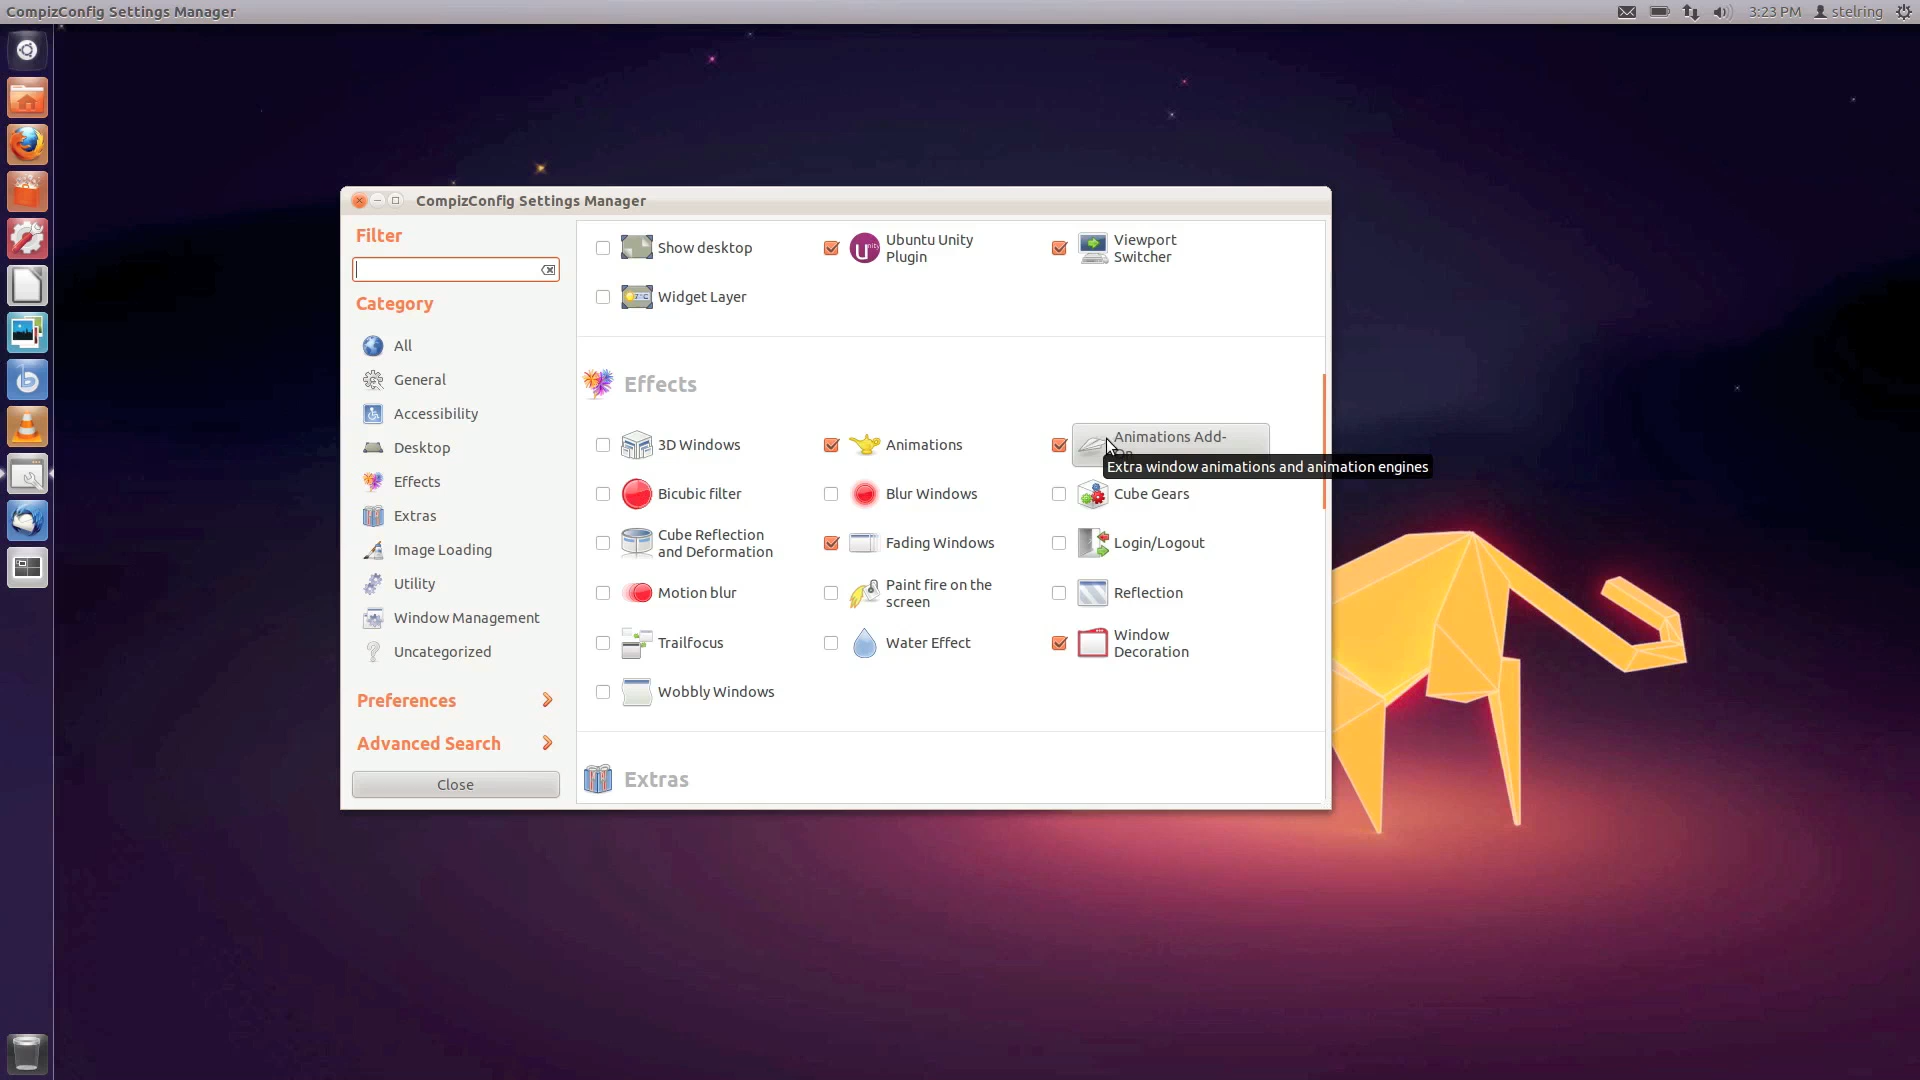 CompizConfig Settings Manager
3:23 PM stelring
CompizConfig Settings Manager
Filter
Category
All
General
Accessibility
Desktop
Effects
Extras
Image Loading
Utility
Window Management
Uncategorized
Preferences
Advanced Search
Close
Show desktop
Ubuntu Unity
Plugin
Viewport
Switcher
Widget Layer
Effects
3D Windows
Animations
Animations Add-
Extra window animations and animation engines
Bicubic filter
Blur Windows
Cube Gears
Cube Reflection
and Deformation
Fading Windows
Login/Logout
Motion blur
Paint fire on the
screen
Reflection
Trailfocus
Water Effect
Window
Decoration
Wobbly Windows
Extras